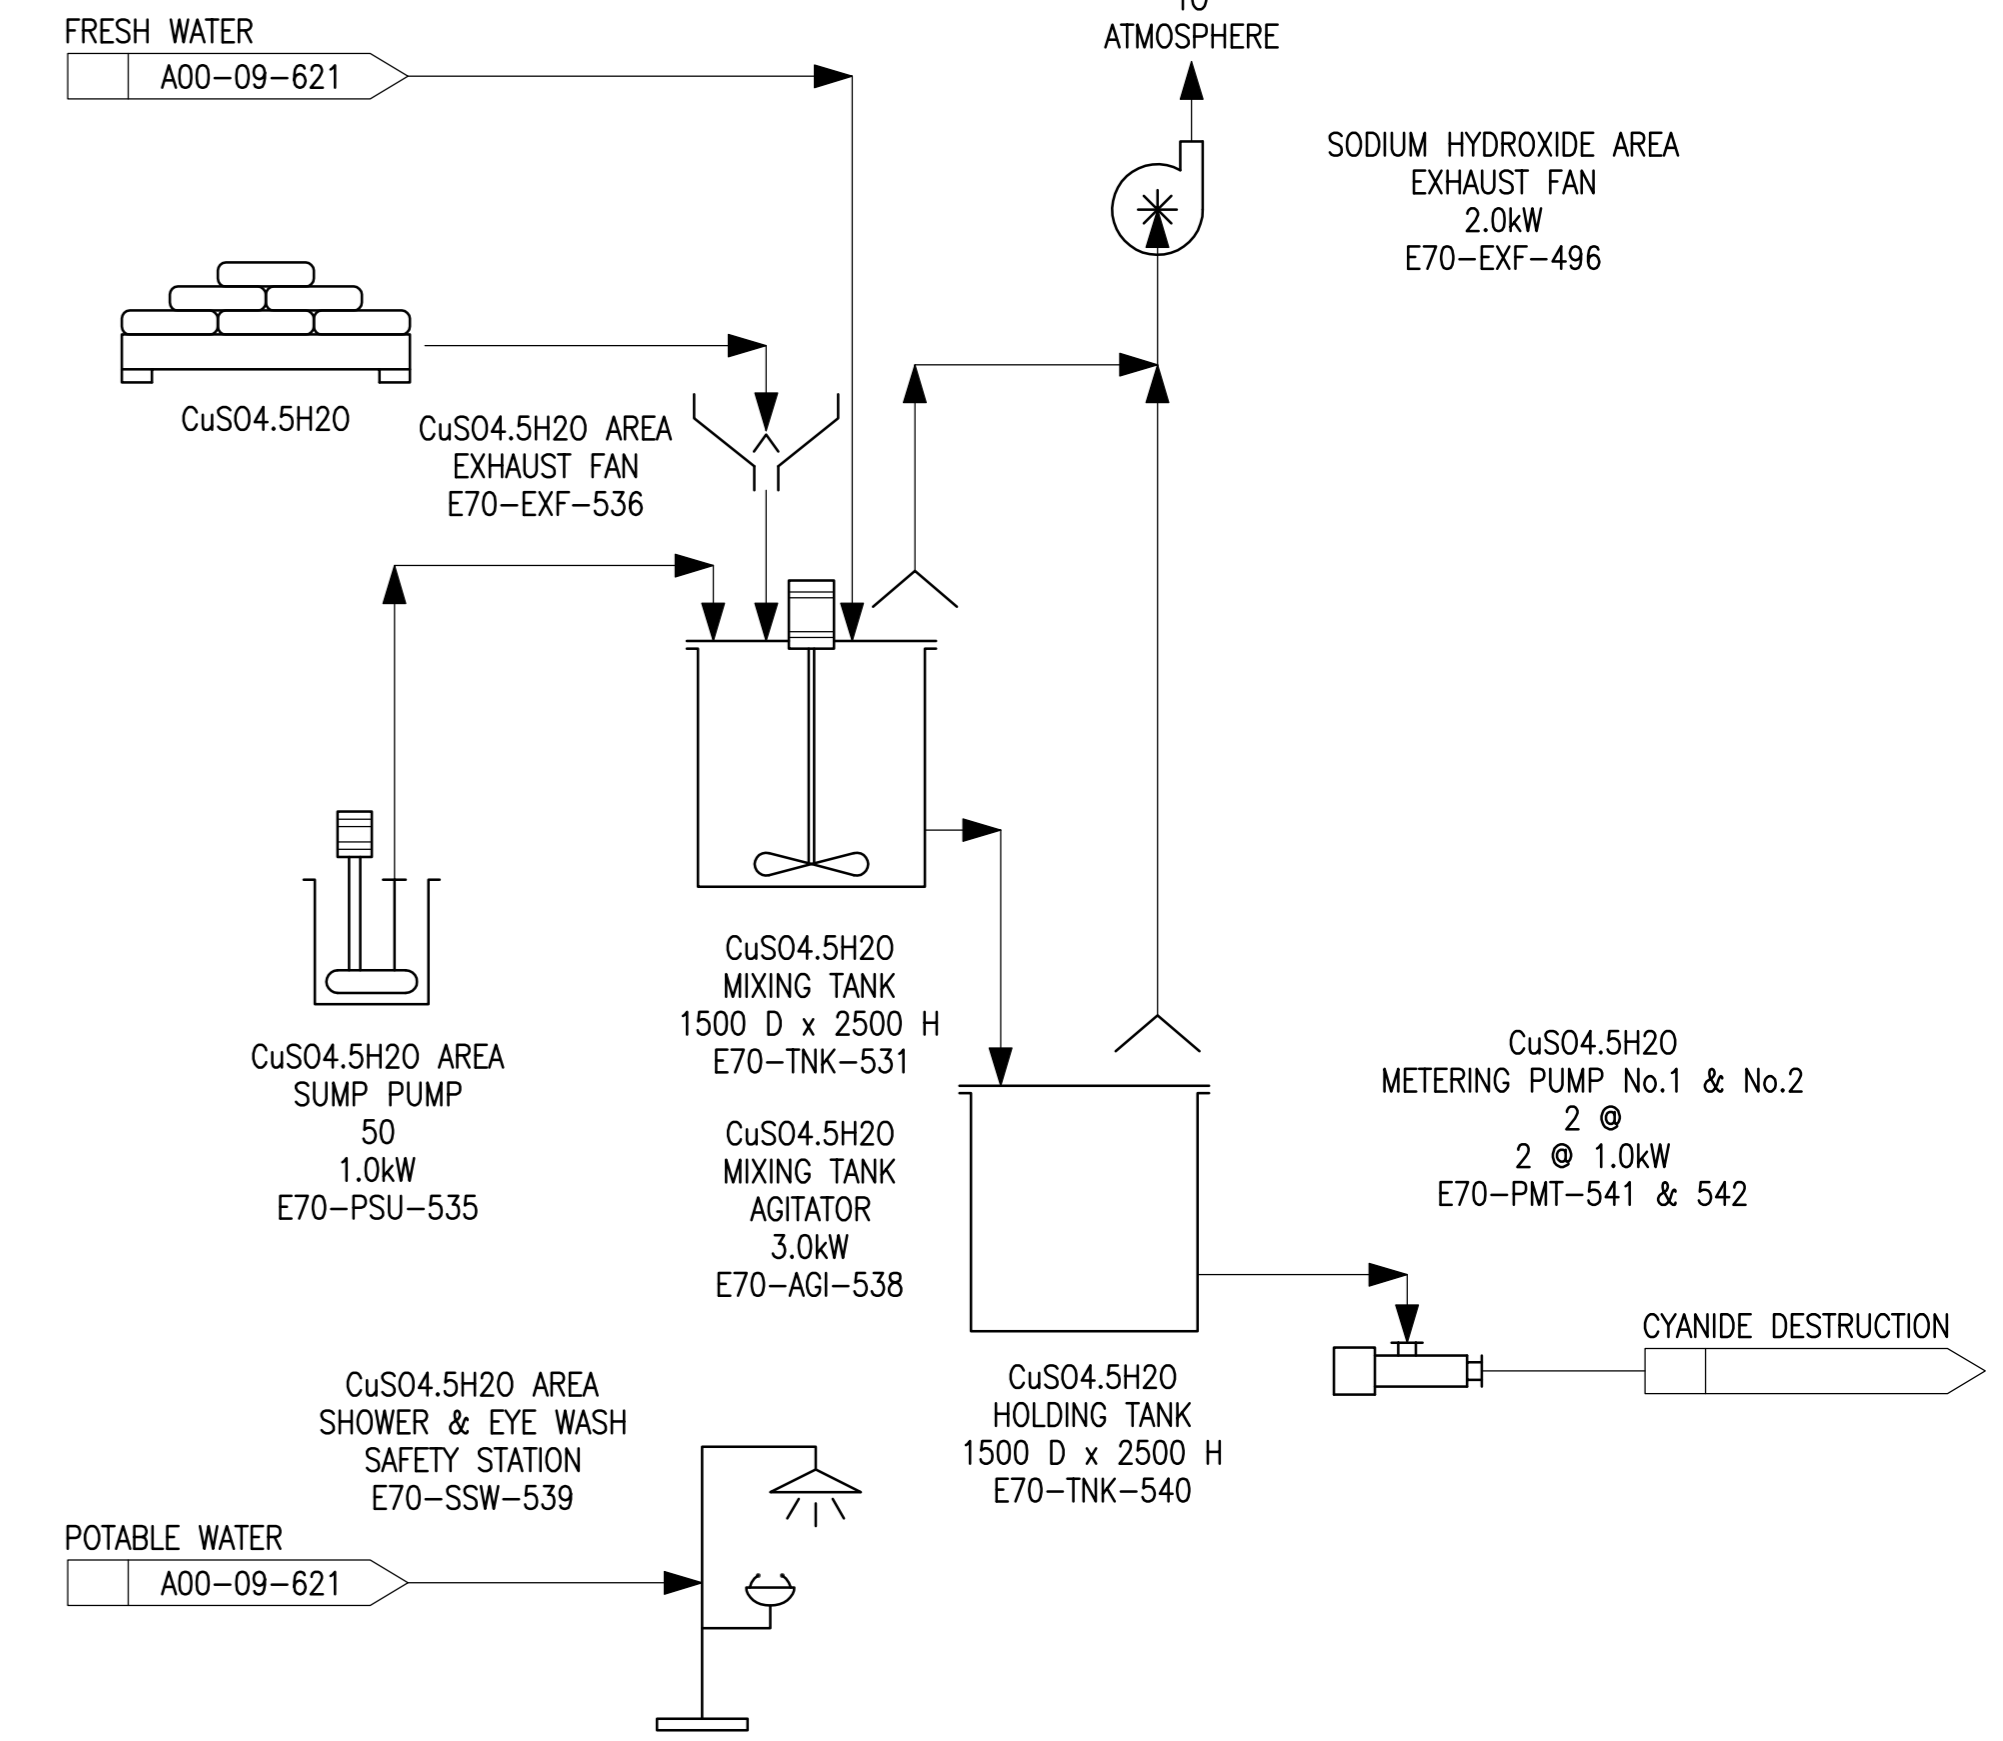 FRESH WATER
A00-09-621
TO
ATMOSPHERE
SODIUM HYDROXIDE AREA
EXHAUST FAN
2.0kW
E70-EXF-496
CuSO4.5H2O
CuSO4.5H2O AREA
EXHAUST FAN
E70-EXF-536
CuSO4.5H2O AREA
SUMP PUMP
50
1.0kW
E70-PSU-535
CuSO4.5H2O
MIXING TANK
1500 D x 2500 H
E70-TNK-531
CuSO4.5H2O
MIXING TANK
AGITATOR
3.0kW
E70-AGI-538
CuSO4.5H2O
METERING PUMP No.1 & No.2
2 @
2 @ 1.0kW
E70-PMT-541 & 542
CYANIDE DESTRUCTION
CuSO4.5H2O
HOLDING TANK
1500 D x 2500 H
E70-TNK-540
CuSO4.5H2O AREA
SHOWER & EYE WASH
SAFETY STATION
E70-SSW-539
POTABLE WATER
A00-09-621